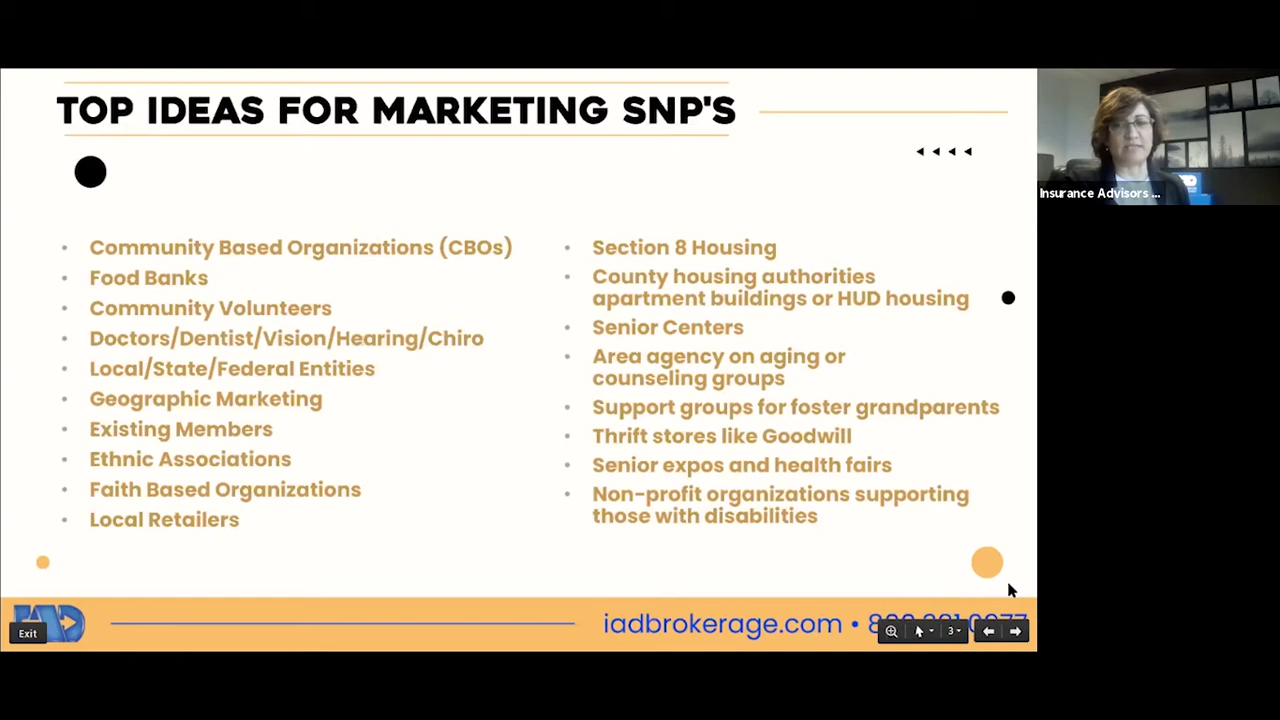 TOP IDEAS FOR MARKETING SNP'S
Community Based Organizations (CBOs)
Food Banks
Community Volunteers
Doctors/Dentist/Vision/Hearing/Chiro
Local/State/Federal Entities
Geographic Marketing
Existing Members
Ethnic Associations
Faith Based Organizations
Local Retailers
Section 8 Housing
County housing authorities
apartment buildings or HUD housing
Senior Centers
Area agency on aging or
counseling groups
Support groups for foster grandparents
Thrift stores like Goodwill
Senior expos and health fairs
Non-profit organizations supporting
those with disabilities
Insurance Advisors ...
IAD
Exit
iadbrokerage.com •
3